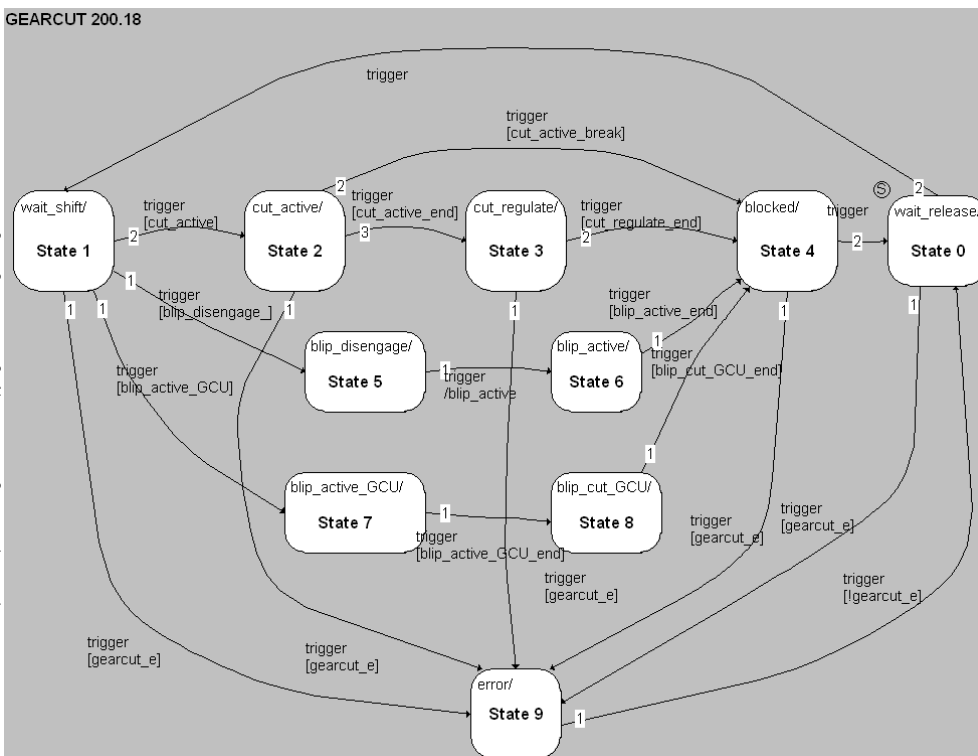 GEARCUT 200.18
trigger
trigger
[cut_active_break]
wait_shift/
State 1
2
trigger
[cut_active]
cut_active/
State 2
2
trigger
[cut_active_end]
3
cut_regulate/
State 3
trigger
[cut_regulate_end]
2
blocked/
State 4
trigger
2
S
2
wait_release/
State 0
1
1
1
1
1
1
1
trigger
[blip_disengage_]
blip_disengage/
State 5
1
trigger
/blip_active
blip_active/
State 6
1
trigger
[blip_active_end]
trigger
[blip_cut_GCU_end]
trigger
[blip_active_GCU]
blip_active_GCU/
State 7
1
trigger
[blip_active_GCU_end]
blip_cut_GCU/
State 8
1
trigger
[gearcut_e]
trigger
[gearcut_e]
trigger
[gearcut_e]
trigger
[!gearcut_e]
trigger
[gearcut_e]
trigger
[gearcut_e]
error/
State 9
1